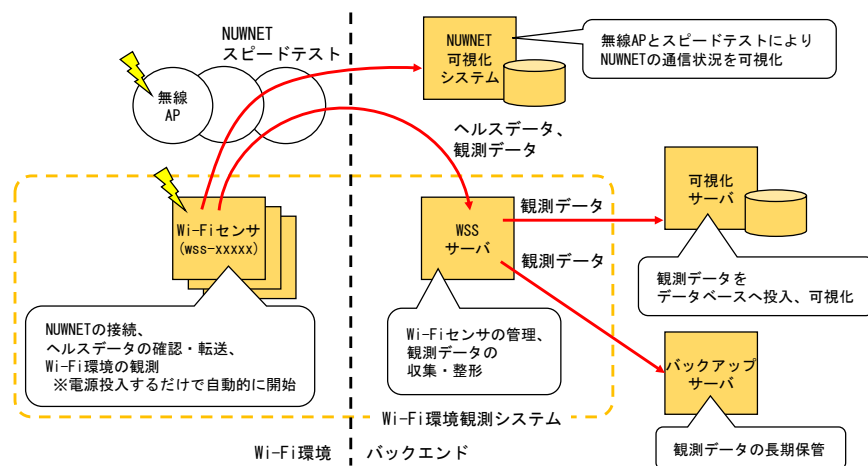 NUWNET
スピードテスト
無線
AP
NUWNET
可視化
システム
無線APとスピードテストにより
NUWNETの通信状況を可視化
ヘルスデータ、
観測データ
Wi-Fiセンサ
(wss-xxxxx)
WSS
サーバ
観測データ
観測データ
可視化
サーバ
観測データを
データベースへ投入、可視化
NUWNETの接続、
ヘルスデータの確認・転送、
Wi-Fi環境の観測
※電源投入するだけで自動的に開始
Wi-Fiセンサの管理、
観測データの
収集・整形
バックアップ
サーバ
Wi-Fi環境観測システム
観測データの長期保管
Wi-Fi環境
バックエンド